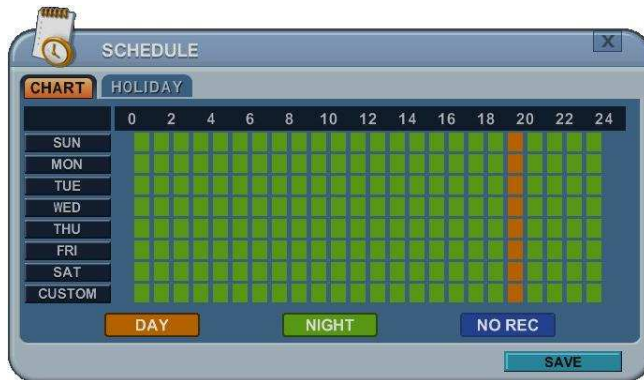 SCHEDULE X
CHART HOLIDAY
0 2 4 6 8 10 12 14 16 18 20 22 24
SUN
MON
TUE
WED
THU
FRI
SAT
CUSTOM
DAY NIGHT NO REC
SAVE